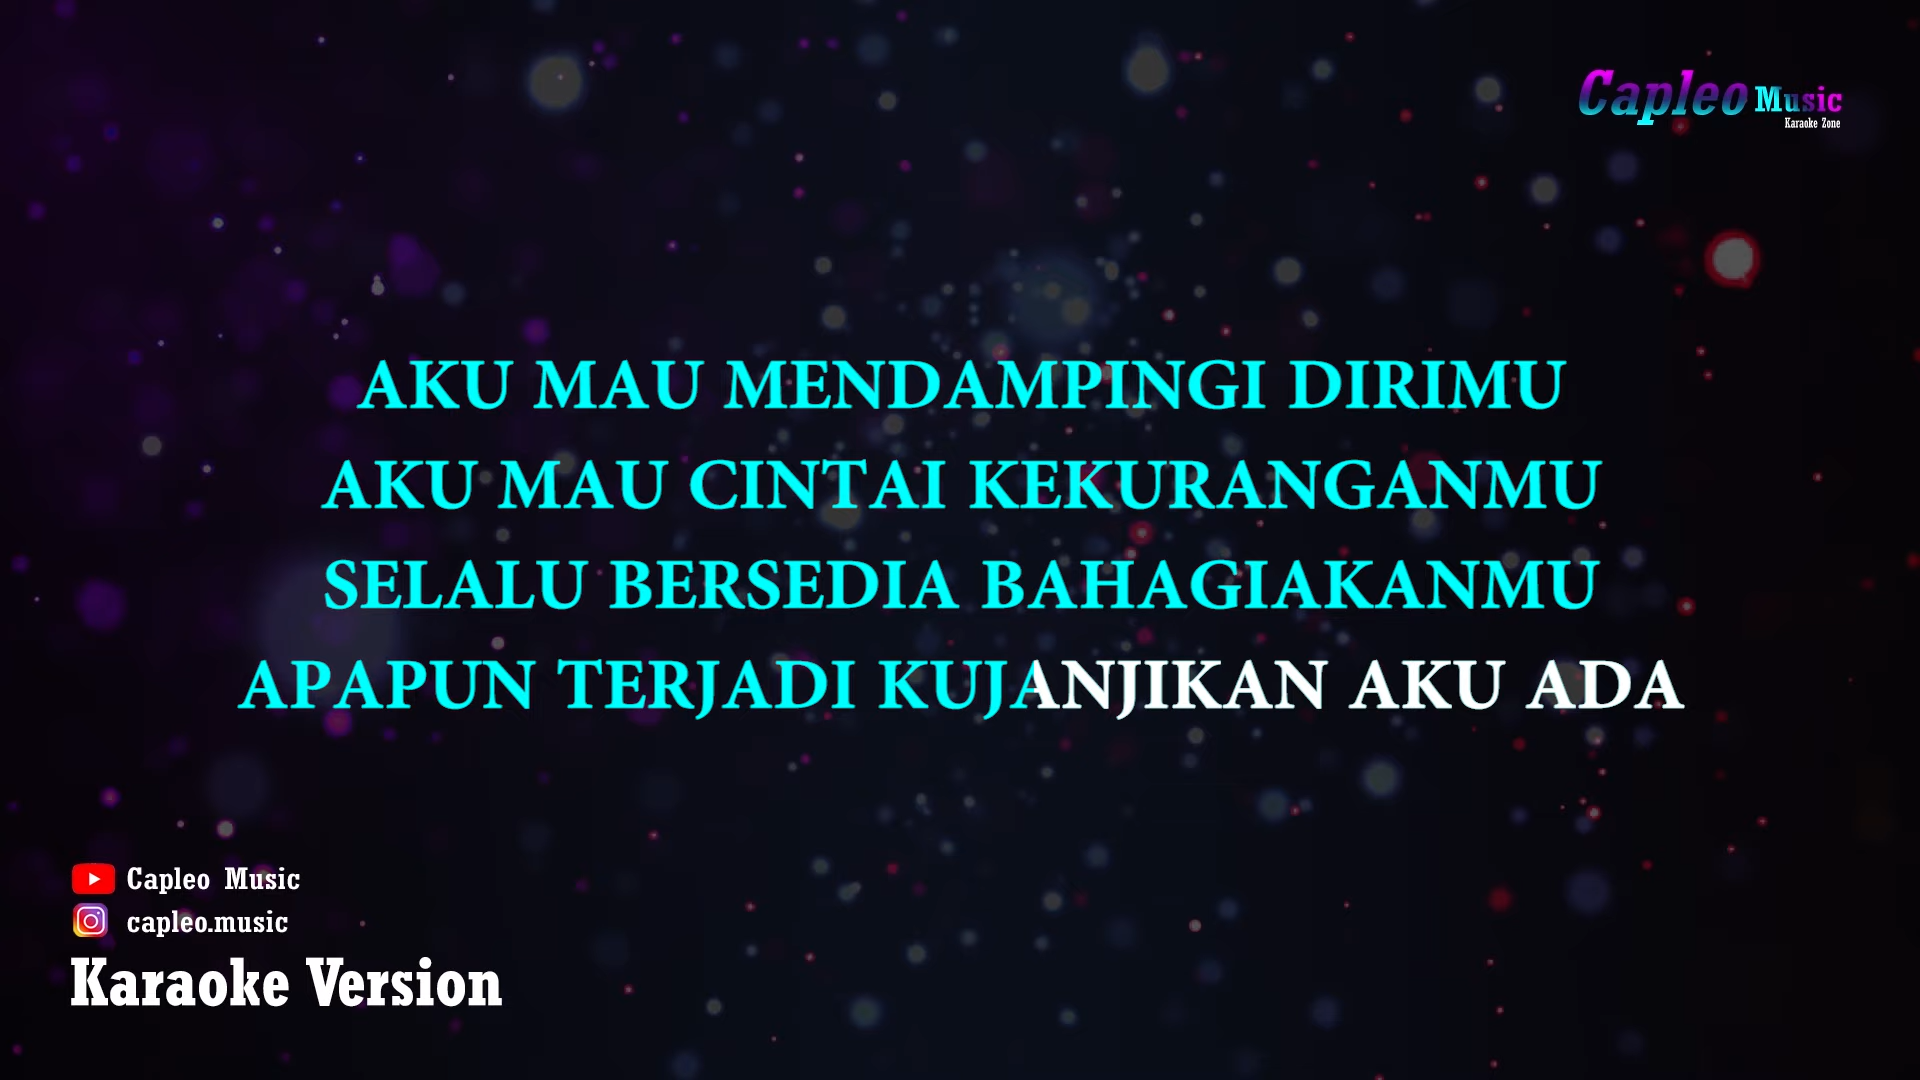 Capleo Music
Karaoke Zone
AKU MAU MENDAMPINGI DIRIMU
AKU MAU CINTAI KEKURANGANMU
SELALU BERSEDIA BAHAGIAKANMU
APAPUN TERJADI KUJANJIKAN AKU ADA
Capleo Music
capleo.music
Karaoke Version